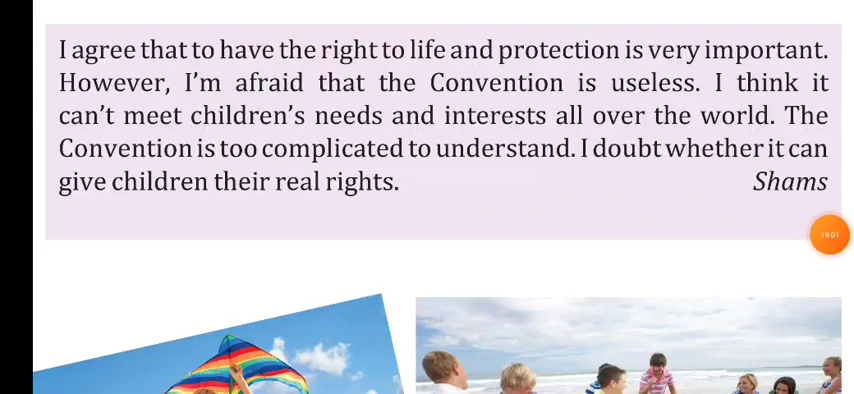 I agree that to have the right to life and protection is very important.
However, I'm afraid that the Convention is useless. I think it
can't meet children's needs and interests all over the world. The
Convention is too complicated to understand. I doubt whether it can
give children their real rights. Shams
19:01